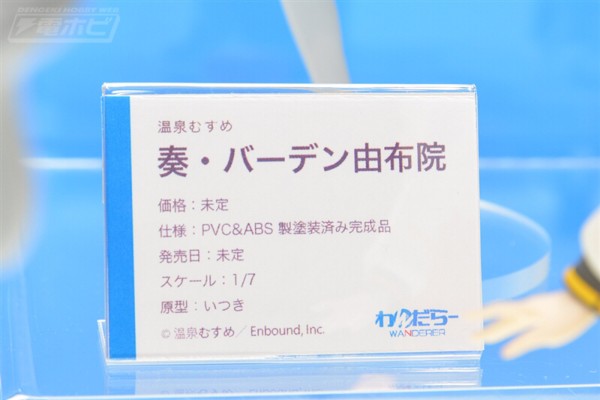 DENGEKI HOBBY WEB
電ホビ
温泉むすめ
奏・バーデン由布院
価格：未定
仕様：PVC&ABS 製塗装済み完成品
発売日：未定
スケール：1/7
原型：いつき
わんだらー
WANDERER
©温泉むすめ／Enbound, Inc.